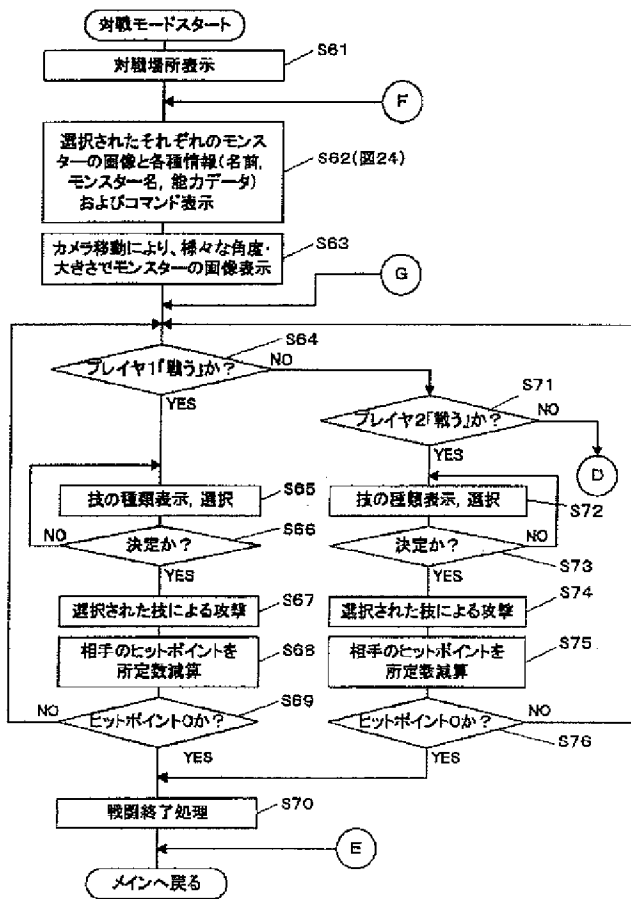 対戦モードスタート
対戦場所表示
S61
F
選択されたそれぞれのモンス
ターの画像と各種情報(名前,
モンスター名, 能力データ)
およびコマンド表示
S62(図24)
カメラ移動により、様々な角度・
大きさでモンスターの画像表示
S63
G
S64
プレイヤ1「戦う」か?
NO
YES
S71
プレイヤ2「戦う」か?
NO
YES
D
技の種類表示, 選択
S65
技の種類表示, 選択
S72
NO
決定か?
S66
YES
決定か?
NO
S73
YES
選択された技による攻撃
S67
選択された技による攻撃
S74
相手のヒットポイントを
所定数減算
S68
相手のヒットポイントを
所定数減算
S75
NO
ヒットポイント0か?
S69
YES
ヒットポイント0か?
NO
S76
YES
戦闘終了処理
S70
E
メインへ戻る